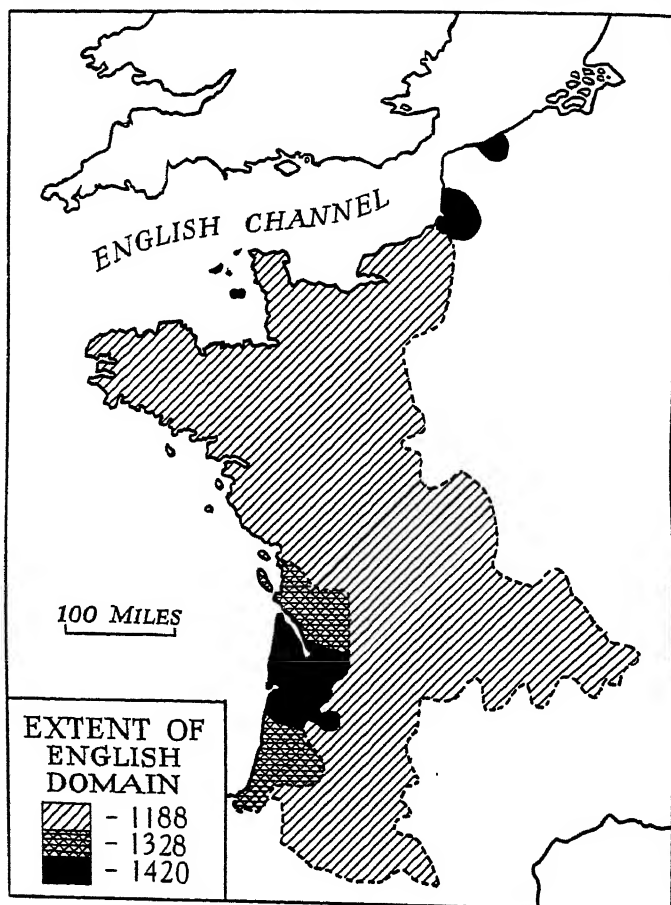 ENGLISH CHANNEL
100 MILES
EXTENT OF
ENGLISH
DOMAIN
- 1188
- 1328
- 1420